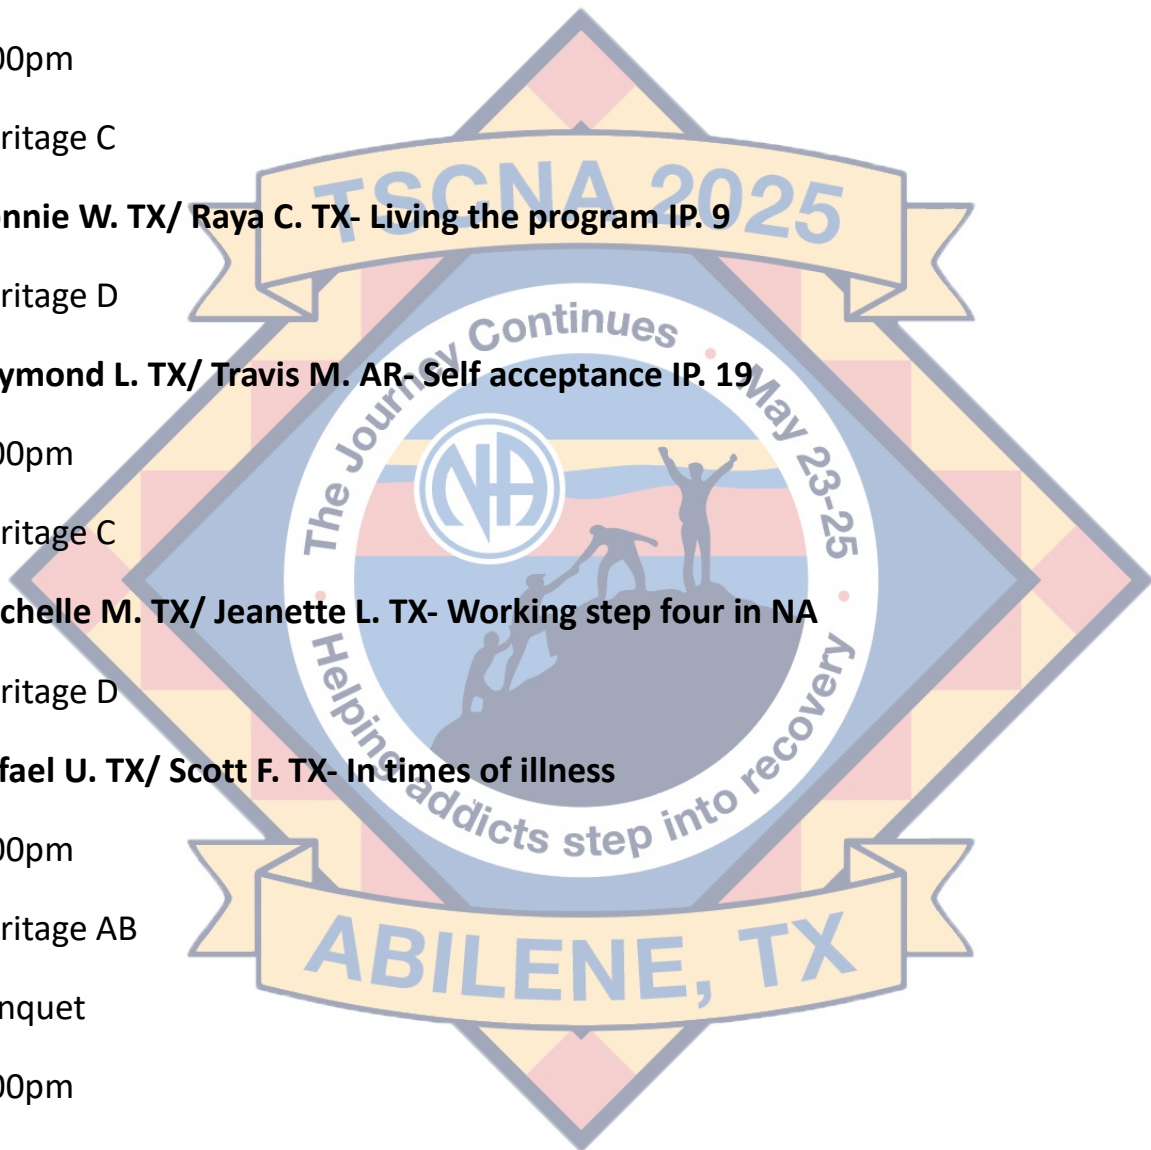 00pm
ritage C
onnie W. TX/ Raya C. TX- Living the program IP. 9
ritage D
ymond L. TX/ Travis M. AR- Self acceptance IP. 19
00pm
ritage C
chelle M. TX/ Jeanette L. TX- Working step four in NA
ritage D
fael U. TX/ Scott F. TX- In times of illness
00pm
ritage AB
nquet
00pm
TSCNA 2025
The Journey Continues • May 23-25 •
NA
Helping addicts step into recovery •
ABILENE, TX